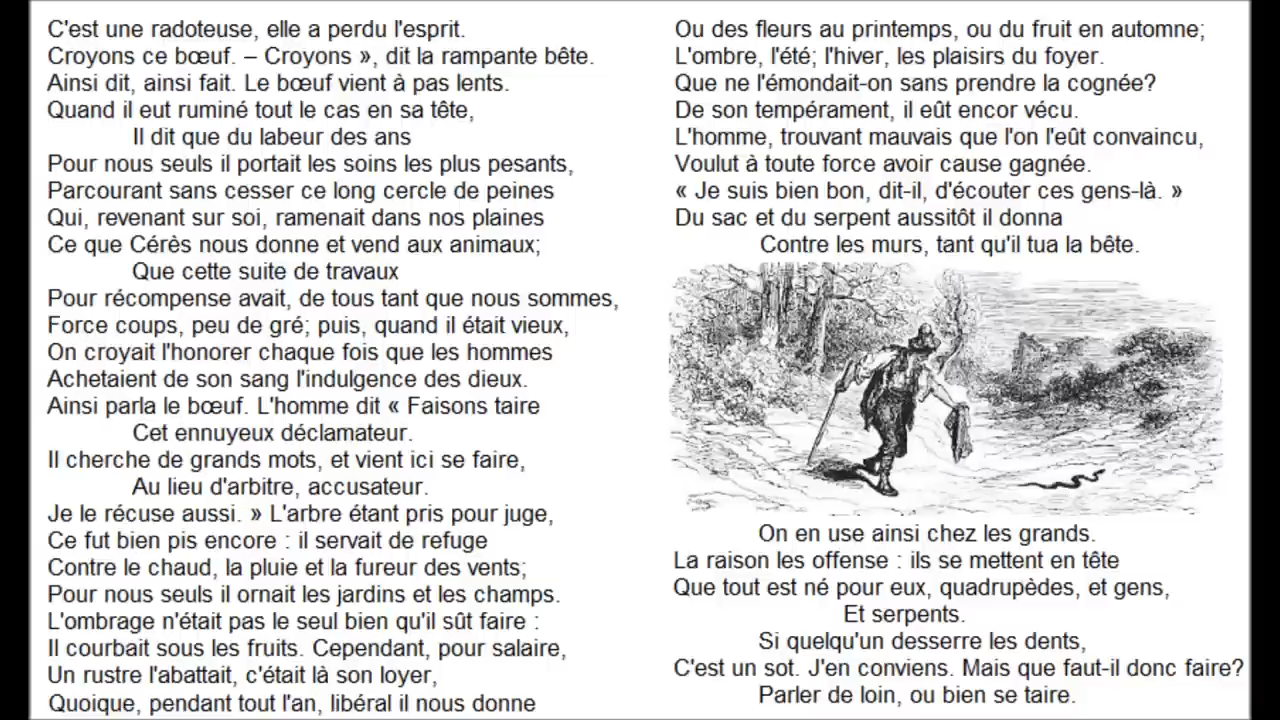 C'est une radoteuse, elle a perdu l'esprit.
Croyons ce bœuf. – Croyons », dit la rampante bête.
Ainsi dit, ainsi fait. Le bœuf vient à pas lents.
Quand il eut ruminé tout le cas en sa tête,
Il dit que du labeur des ans
Pour nous seuls il portait les soins les plus pesants,
Parcourant sans cesser ce long cercle de peines
Qui, revenant sur soi, ramenait dans nos plaines
Ce que Cérès nous donne et vend aux animaux;
Que cette suite de travaux
Pour récompense avait, de tous tant que nous sommes,
Force coups, peu de gré; puis, quand il était vieux,
On croyait l'honorer chaque fois que les hommes
Achetaient de son sang l'indulgence des dieux.
Ainsi parla le bœuf. L'homme dit « Faisons taire
Cet ennuyeux déclamateur.
Il cherche de grands mots, et vient ici se faire,
Au lieu d'arbitre, accusateur.
Je le récuse aussi. » L'arbre étant pris pour juge,
Ce fut bien pis encore : il servait de refuge
Contre le chaud, la pluie et la fureur des vents;
Pour nous seuls il ornait les jardins et les champs.
L'ombrage n'était pas le seul bien qu'il sût faire :
Il courbait sous les fruits. Cependant, pour salaire,
Un rustre l'abattait, c'était là son loyer,
Quoique, pendant tout l'an, libéral il nous donne
Ou des fleurs au printemps, ou du fruit en automne;
L'ombre, l'été; l'hiver, les plaisirs du foyer.
Que ne l'émondait-on sans prendre la cognée?
De son tempérament, il eût encor vécu.
L'homme, trouvant mauvais que l'on l'eût convaincu,
Voulut à toute force avoir cause gagnée.
« Je suis bien bon, dit-il, d'écouter ces gens-là. »
Du sac et du serpent aussitôt il donna
Contre les murs, tant qu'il tua la bête.
On en use ainsi chez les grands.
La raison les offense : ils se mettent en tête
Que tout est né pour eux, quadrupèdes, et gens,
Et serpents.
Si quelqu'un desserre les dents,
C'est un sot. J'en conviens. Mais que faut-il donc faire?
Parler de loin, ou bien se taire.